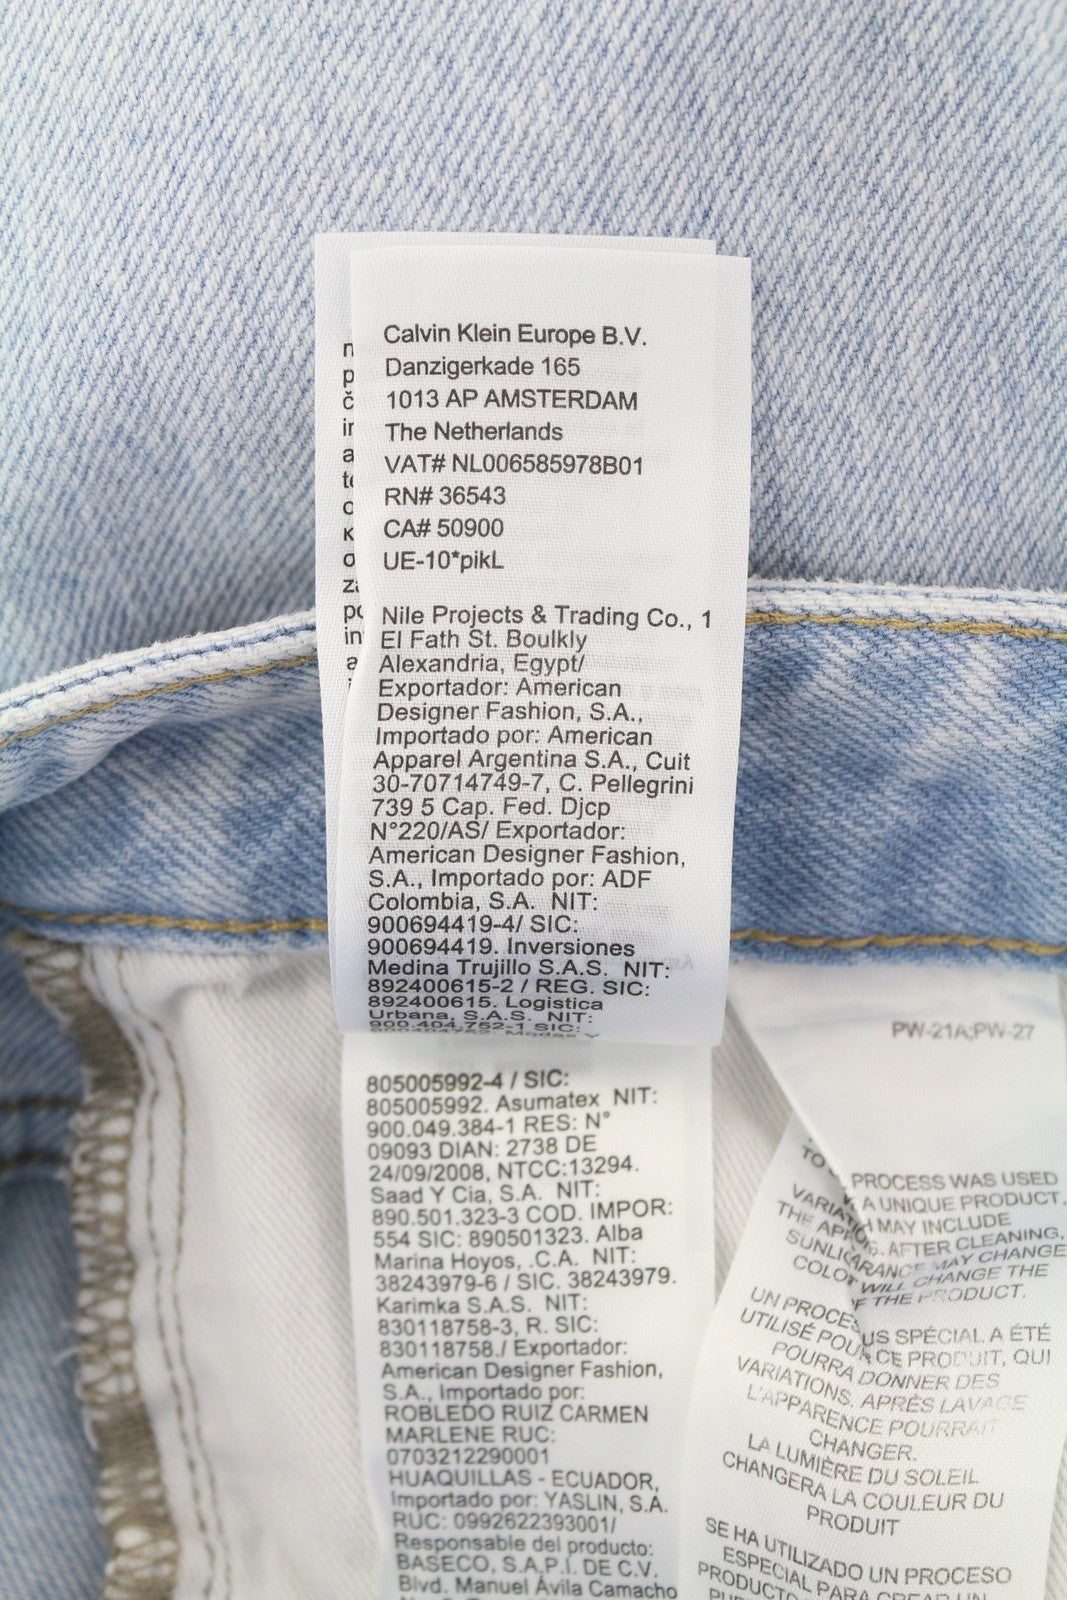 Calvin Klein Europe B.V.
Danzigerkade 165
1013 AP AMSTERDAM
The Netherlands
VAT# NL006585978B01
RN# 36543
CA# 50900
UE-10*pikL
Nile Projects & Trading Co., 1
El Fath St. Boulkly
Alexandria, Egypt/
Exportador: American
Designer Fashion, S.A.,
Importado por: American
Apparel Argentina S.A., Cuit
30-70714749-7, C. Pellegrini
739 5 Cap. Fed. Djcp
N°220/AS/ Exportador:
American Designer Fashion,
S.A., Importado por: ADF
Colombia, S.A. NIT:
900694419-4/ SIC:
900694419. Inversiones
Medina Trujillo S.A.S. NIT:
892400615-2 / REG. SIC:
892400615. Logistica
Urbana, S.A.S. NIT:
900.404.752-1 SIC:
805005992-4 / SIC:
805005992. Asumatex NIT:
900.049.384-1 RES: N°
09093 DIAN: 2738 DE
24/09/2008, NTCC:13294.
Saad Y Cia, S.A. NIT:
890.501.323-3 COD. IMPOR:
554 SIC: 890501323. Alba
Marina Hoyos, .C.A. NIT:
38243979-6 / SIC. 38243979.
Karimka S.A.S. NIT:
830118758-3, R. SIC:
830118758./ Exportador:
American Designer Fashion,
S.A., Importado por:
ROBLEDO RUIZ CARMEN
MARLENE RUC:
0703212290001
HUAQUILLAS - ECUADOR,
Importado por: YASLIN, S.A.
RUC: 0992622393001/
Responsable del producto:
BASECO, S.A.P.I. DE C.V.
Blvd. Manuel Ávila Camacho
PW-21A;PW-27
TO PROCESS WAS USED
A UNIQUE PRODUCT.
MAY INCLUDE
AFTER CLEANING,
MAY CHANGE
WILL CHANGE THE
OF THE PRODUCT.
UN PROCESSUS SPÉCIAL A ÉTÉ
UTILISÉ POUR CE PRODUIT, QUI
POURRA DONNER DES
VARIATIONS. APRÈS LAVAGE
L'APPARENCE POURRAIT
CHANGER.
LA LUMIÈRE DU SOLEIL
CHANGERA LA COULEUR DU
PRODUIT
SE HA UTILIZADO UN PROCESO
ESPECIAL PARA CREAR UN